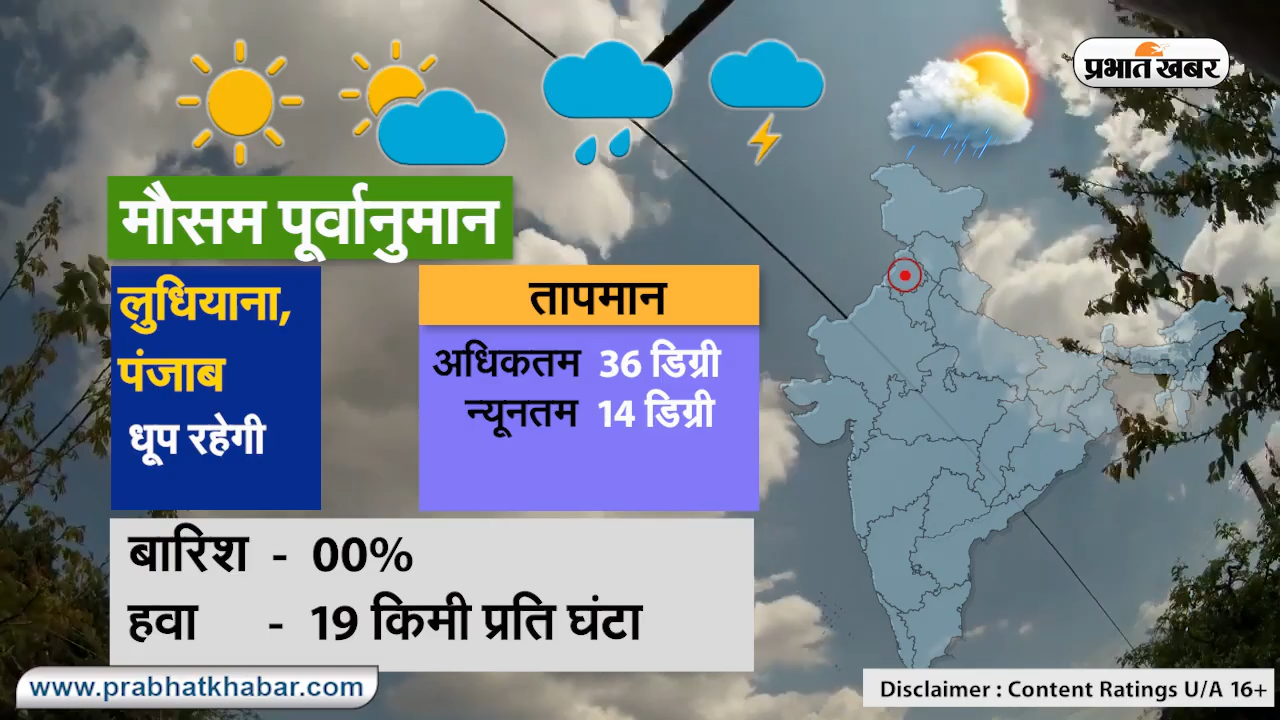 प्रभात खबर
मौसम पूर्वानुमान
लुधियाना,
पंजाब
धूप रहेगी
तापमान
अधिकतम 36 डिग्री
न्यूनतम 14 डिग्री
बारिश - 00%
हवा - 19 किमी प्रति घंटा
www.prabhatkhabar.com
Disclaimer : Content Ratings U/A 16+